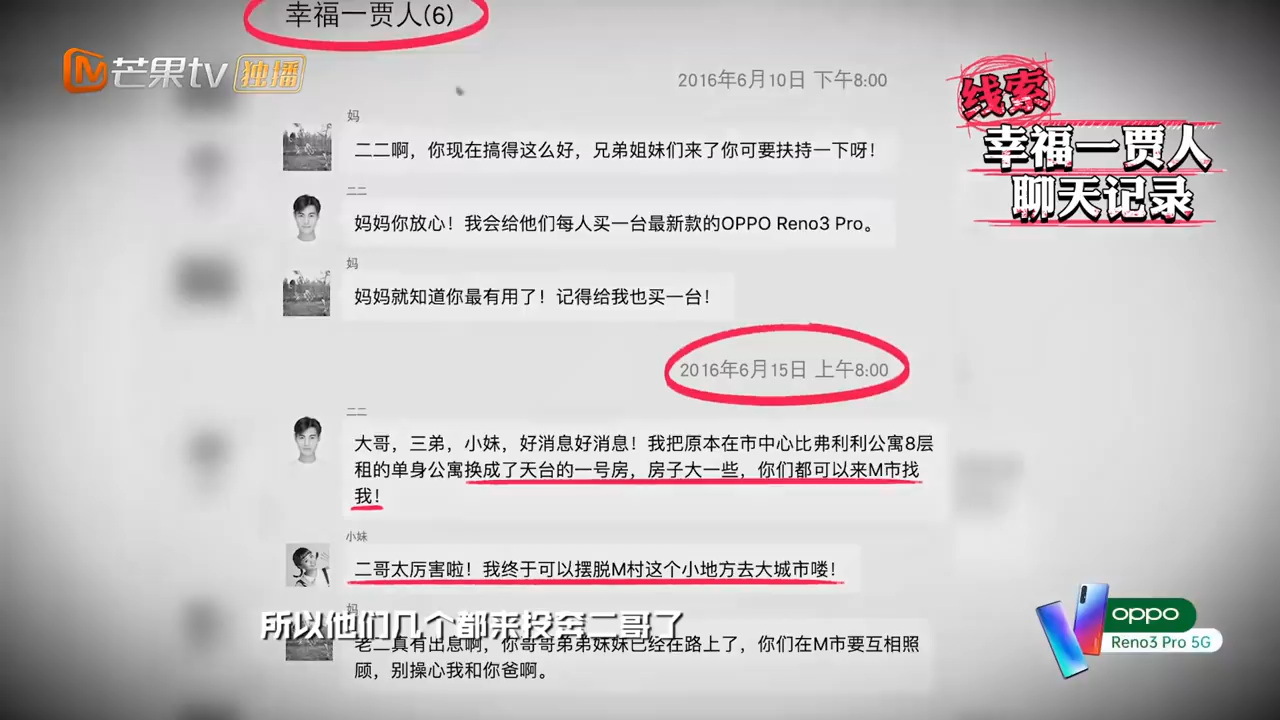 幸福一贾人(6)
芒果tv 独播
2016年6月10日 下午8:00
线索
幸福一贾人
聊天记录
妈
二二啊，你现在搞得这么好，兄弟姐妹们来了你可要扶持一下呀！
二二
妈妈你放心！我会给他们每人买一台最新款的OPPO Reno3 Pro。
妈
妈妈就知道你最有用了！记得给我也买一台！
2016年6月15日 上午8:00
二二
大哥，三弟，小妹，好消息好消息！我把原本在市中心比弗利利公寓8层
租的单身公寓换成了天台的一号房，房子大一些，你们都可以来M市找
我！
小妹
二哥太厉害啦！我终于可以摆脱M村这个小地方去大城市喽！
妈
所以他们几个都来投奔二哥了
老二真有出息啊，你哥哥弟弟妹妹已经在路上了，你们在M市要互相照
顾，别操心我和你爸啊。
oppo
Reno3 Pro 5G